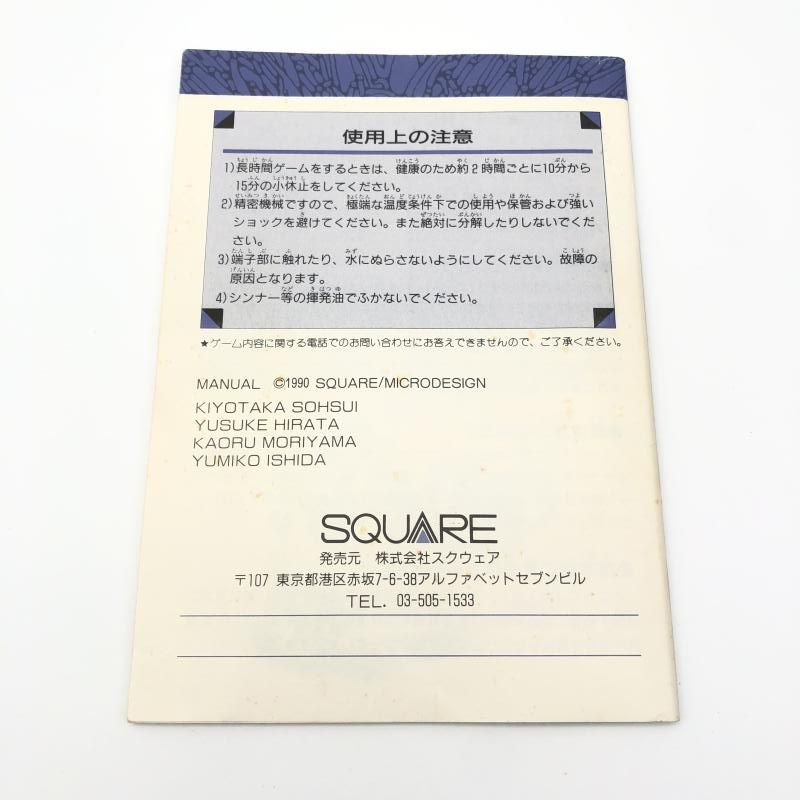 使用上の注意
1)長時間ゲームをするときは、健康のため約2時間ごとに10分から
15分の小休止をしてください。
2)精密機械ですので、極端な温度条件下での使用や保管および強い
ショックを避けてください。また絶対に分解したりしないでくだ
さい。
3)端子部に触れたり、水にぬらさないようにしてください。故障の
原因となります。
4)シンナー等の揮発油でふかないでください。
★ゲーム内容に関する電話でのお問い合わせにお答えできませんので、ご了承ください。
MANUAL ©1990 SQUARE/MICRODESIGN
KIYOTAKA SOHSUI
YUSUKE HIRATA
KAORU MORIYAMA
YUMIKO ISHIDA
SQUARE
発売元 株式会社スクウェア
〒107 東京都港区赤坂7-6-38アルファベットセブンビル
TEL. 03-505-1533